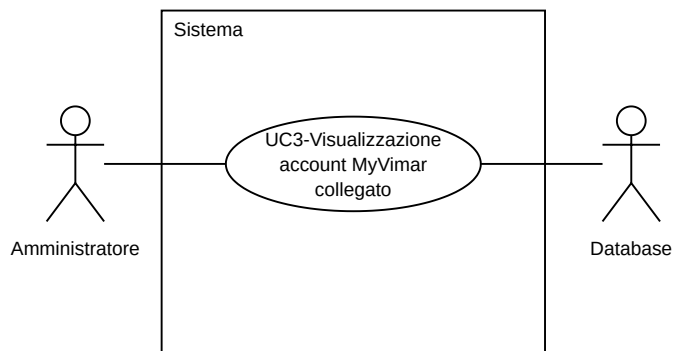 Sistema
UC3-Visualizzazione
account MyVimar
collegato
Amministratore
Database